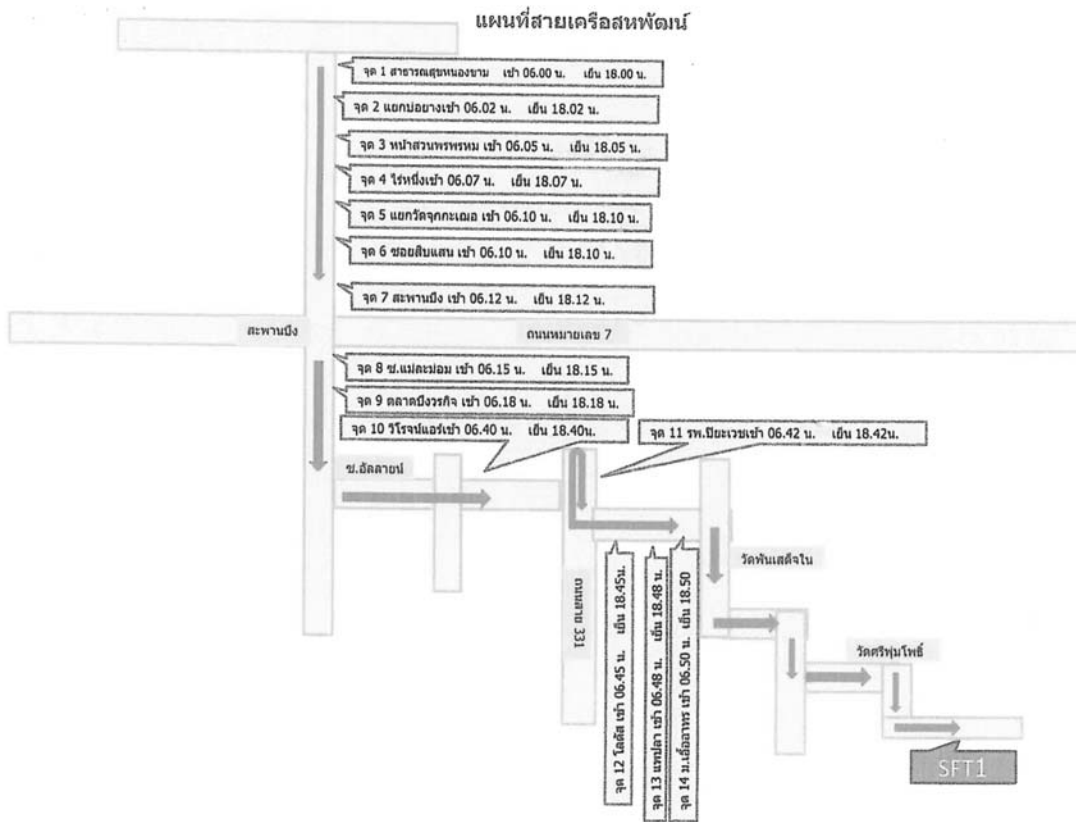 แผนที่สายเครือสหพัฒน์
จุด 1 สาธารณสุขหนองขาม เช้า 06.00 น. เย็น 18.00 น.
จุด 2 แยกบ่อยางเช้า 06.02 น. เย็น 18.02 น.
จุด 3 หน้าสวนพรพรหม เช้า 06.05 น. เย็น 18.05 น.
จุด 4 ไร่หนึ่งเช้า 06.07 น. เย็น 18.07 น.
จุด 5 แยกวัดจุกกะเฌอ เช้า 06.10 น. เย็น 18.10 น.
จุด 6 ซอยสิบแสน เช้า 06.10 น. เย็น 18.10 น.
จุด 7 สะพานบึง เช้า 06.12 น. เย็น 18.12 น.
สะพานบึง
ถนนหมายเลข 7
จุด 8 ซ.แม่ละม่อม เช้า 06.15 น. เย็น 18.15 น.
จุด 9 ตลาดบึงวรกิจ เช้า 06.18 น. เย็น 18.18 น.
จุด 10 วิโรจน์แอร์เช้า 06.40 น. เย็น 18.40น.
จุด 11 รพ.ปิยะเวชเช้า 06.42 น. เย็น 18.42น.
ซ.อัลลายน์
ถนนสาย 331
จุด 12 โลตัส เช้า 06.45 น. เย็น 18.45น.
จุด 13 แพปลา เช้า 06.48 น. เย็น 18.48 น.
จุด 14 ม.เอื้ออาทร เช้า 06.50 น. เย็น 18.50
วัดพันเสด็จใน
วัดศรีพุ่มโพธิ์
SFT1